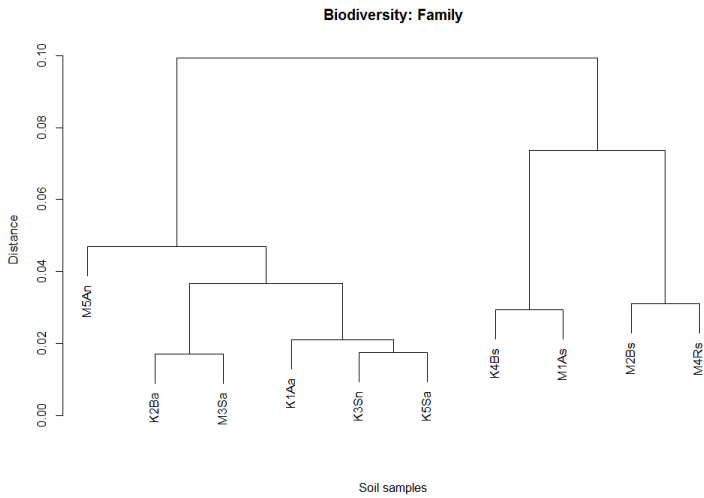 Biodiversity: Family
0.10
0.08
0.06
0.04
0.02
0.00
Distance
M5An
K2Ba
M3Sa
K1Aa
K3Sn
K5Sa
K4Bs
M1As
M2Bs
M4Rs
Soil samples